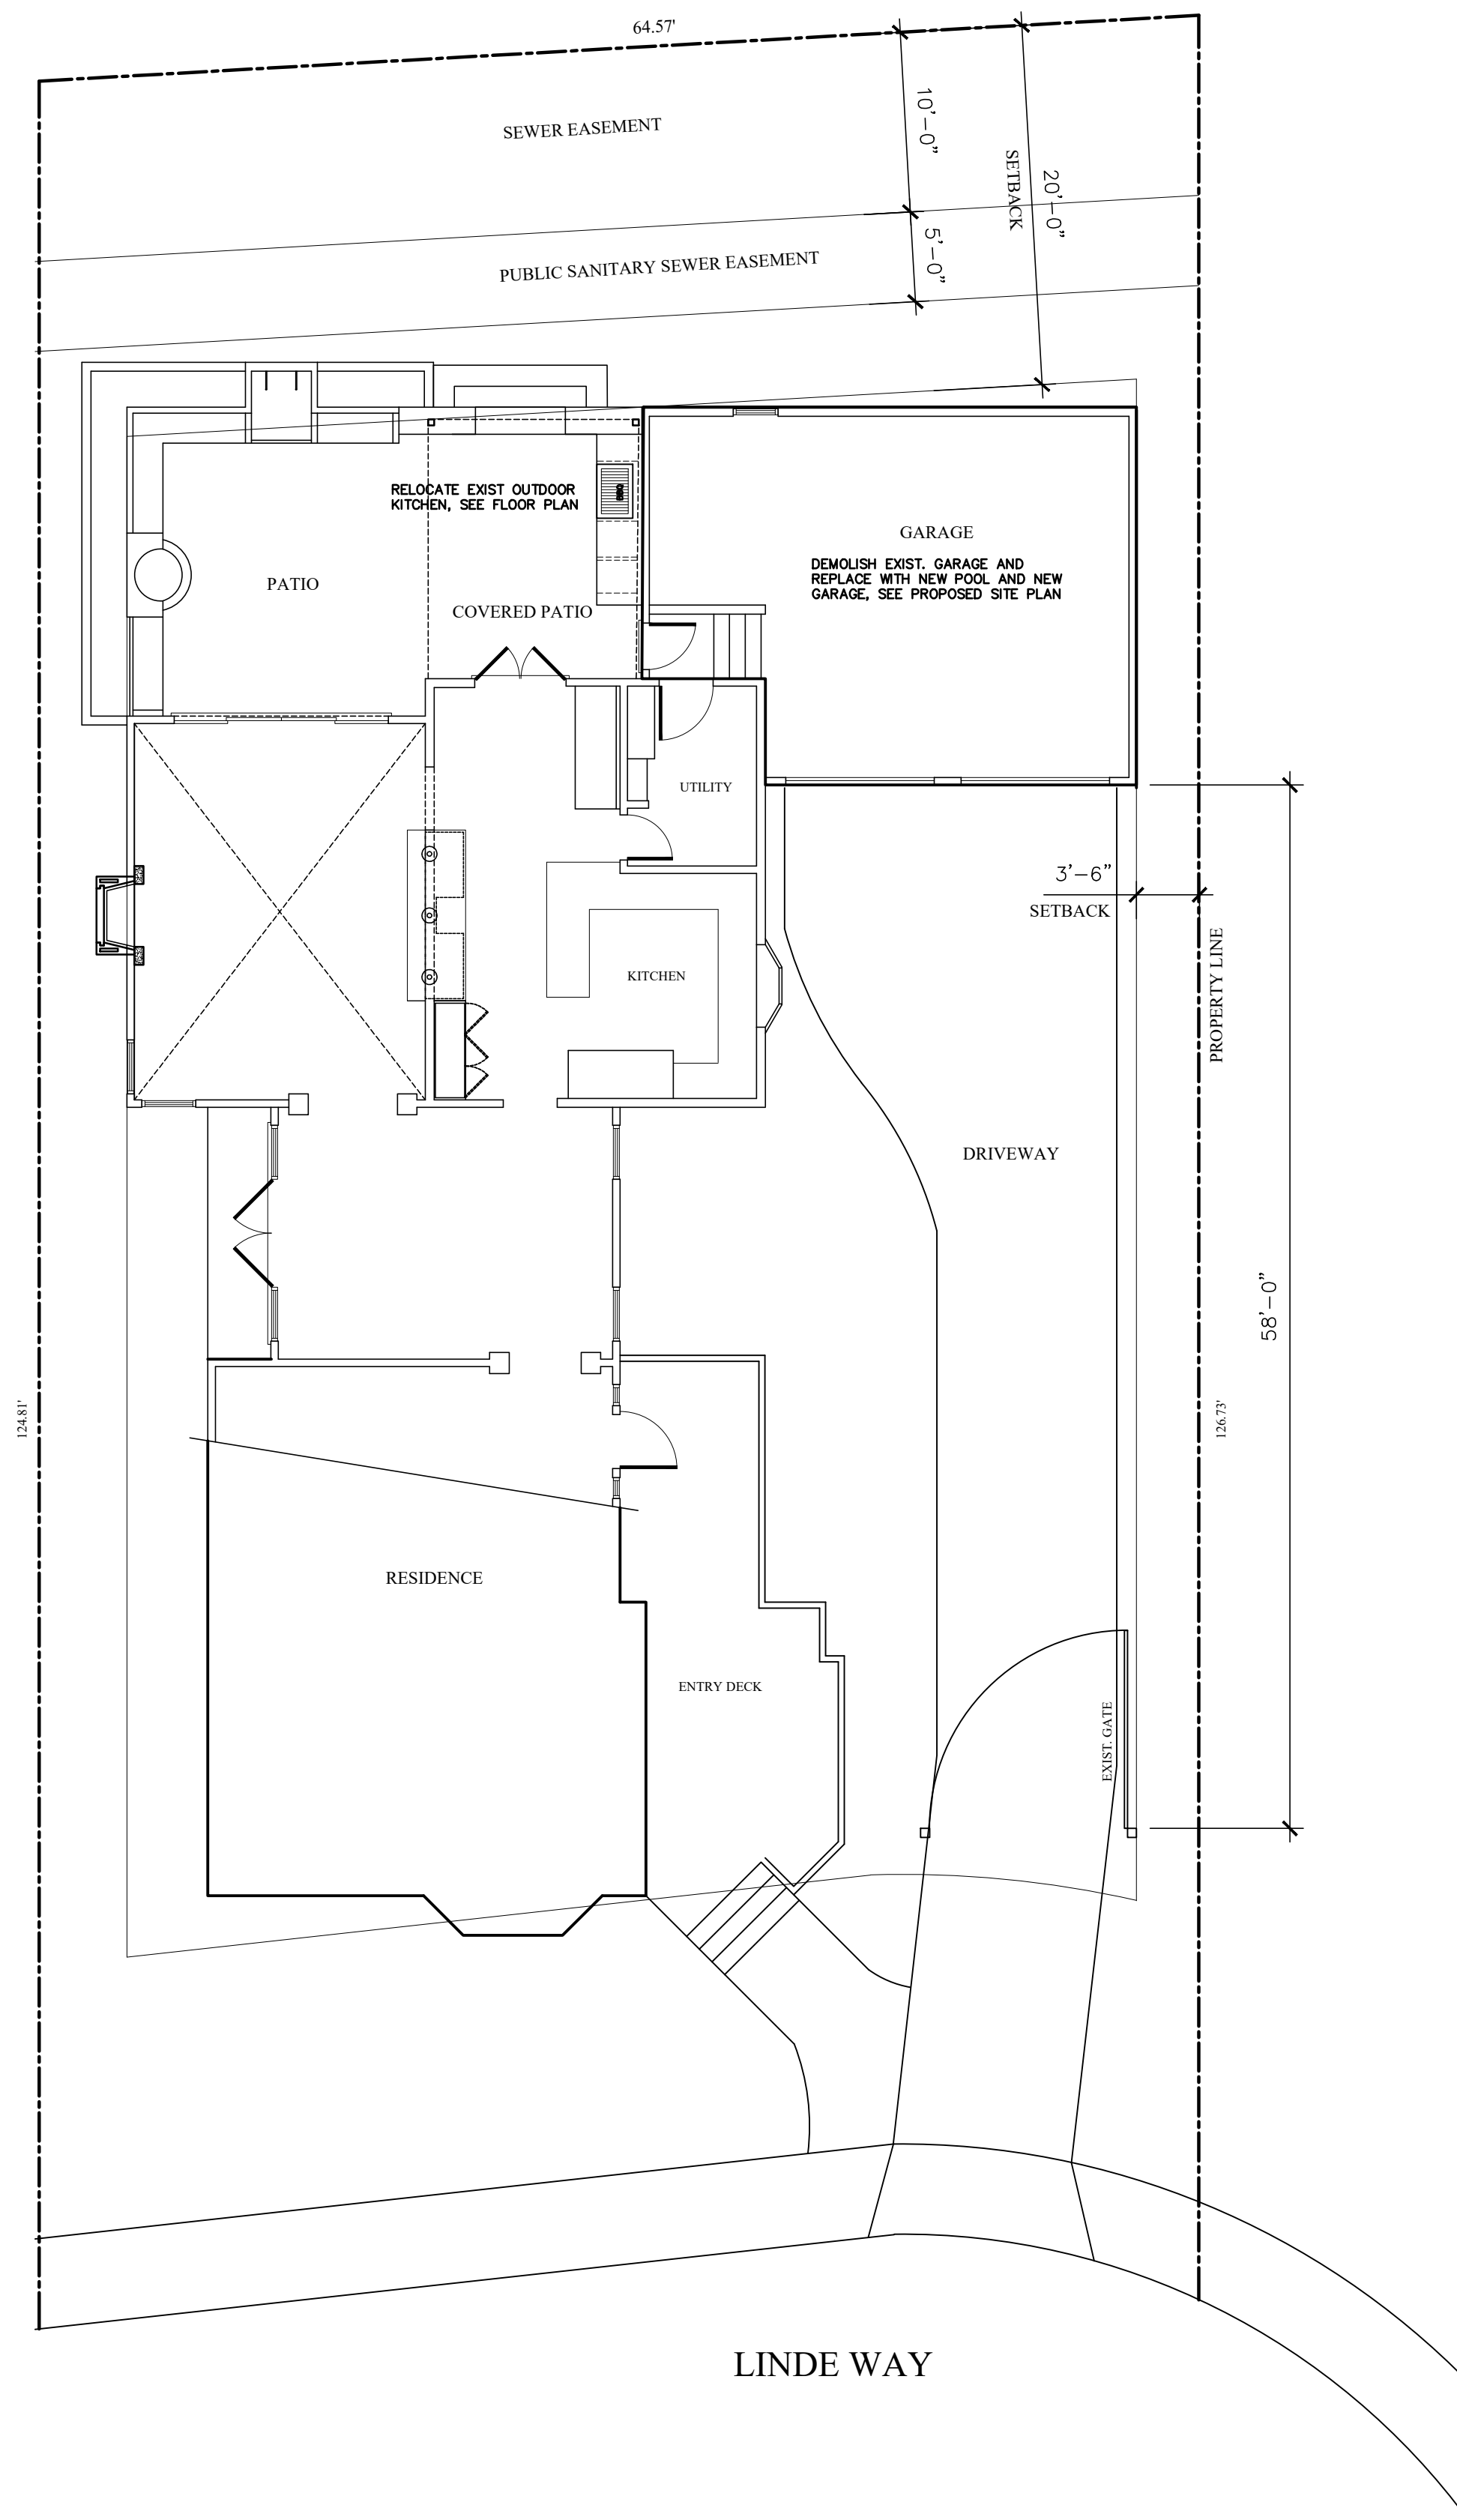 64.57'
SEWER EASEMENT
10'-0"
SETBACK
20'-0"
PUBLIC SANITARY SEWER EASEMENT
5'-0"
RELOCATE EXIST OUTDOOR
KITCHEN, SEE FLOOR PLAN
BBQ
GARAGE
DEMOLISH EXIST. GARAGE AND
REPLACE WITH NEW POOL AND NEW
GARAGE, SEE PROPOSED SITE PLAN
PATIO
COVERED PATIO
UTILITY
3'-6"
SETBACK
PROPERTY LINE
KITCHEN
DRIVEWAY
58'-0"
124.81'
126.73'
RESIDENCE
ENTRY DECK
EXIST. GATE
LINDE WAY